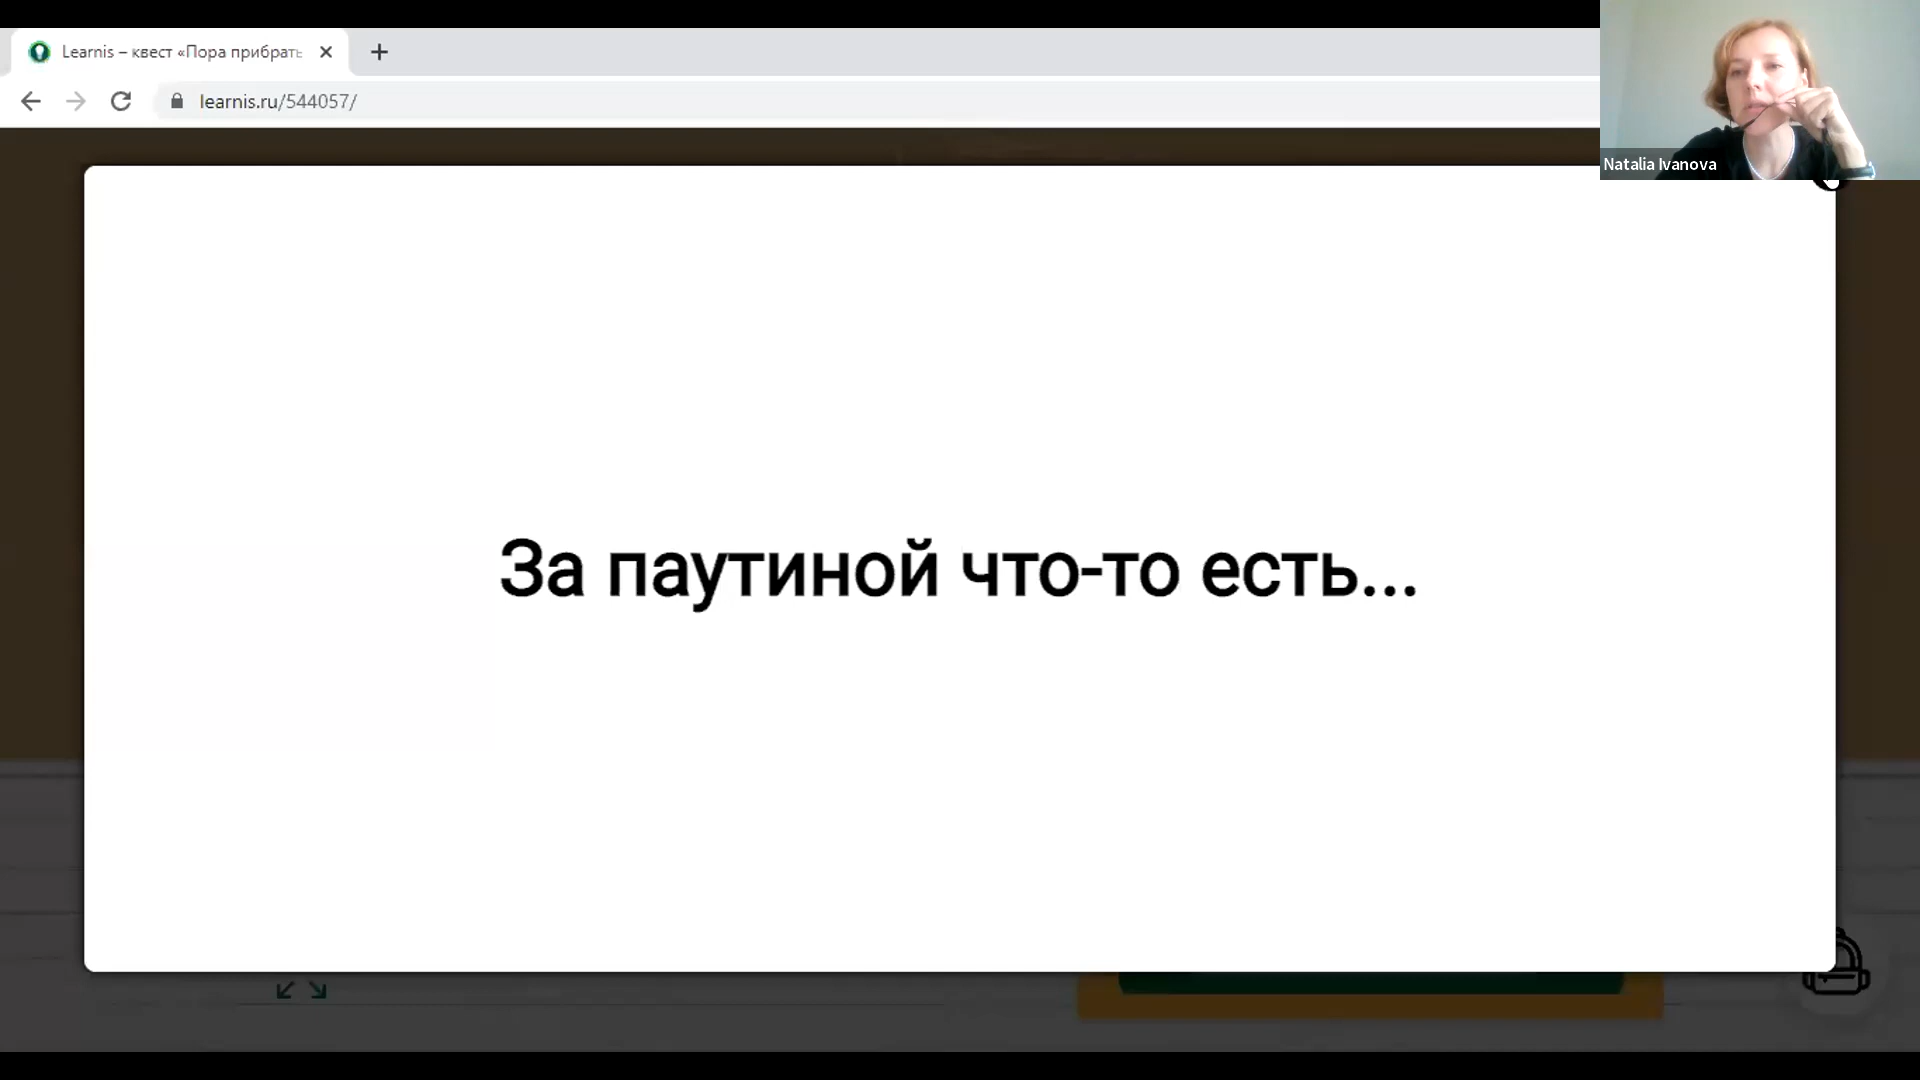 Learnis – квест «Пора прибрать
learnis.ru/544057/
Natalia Ivanova
За паутиной что-то есть...